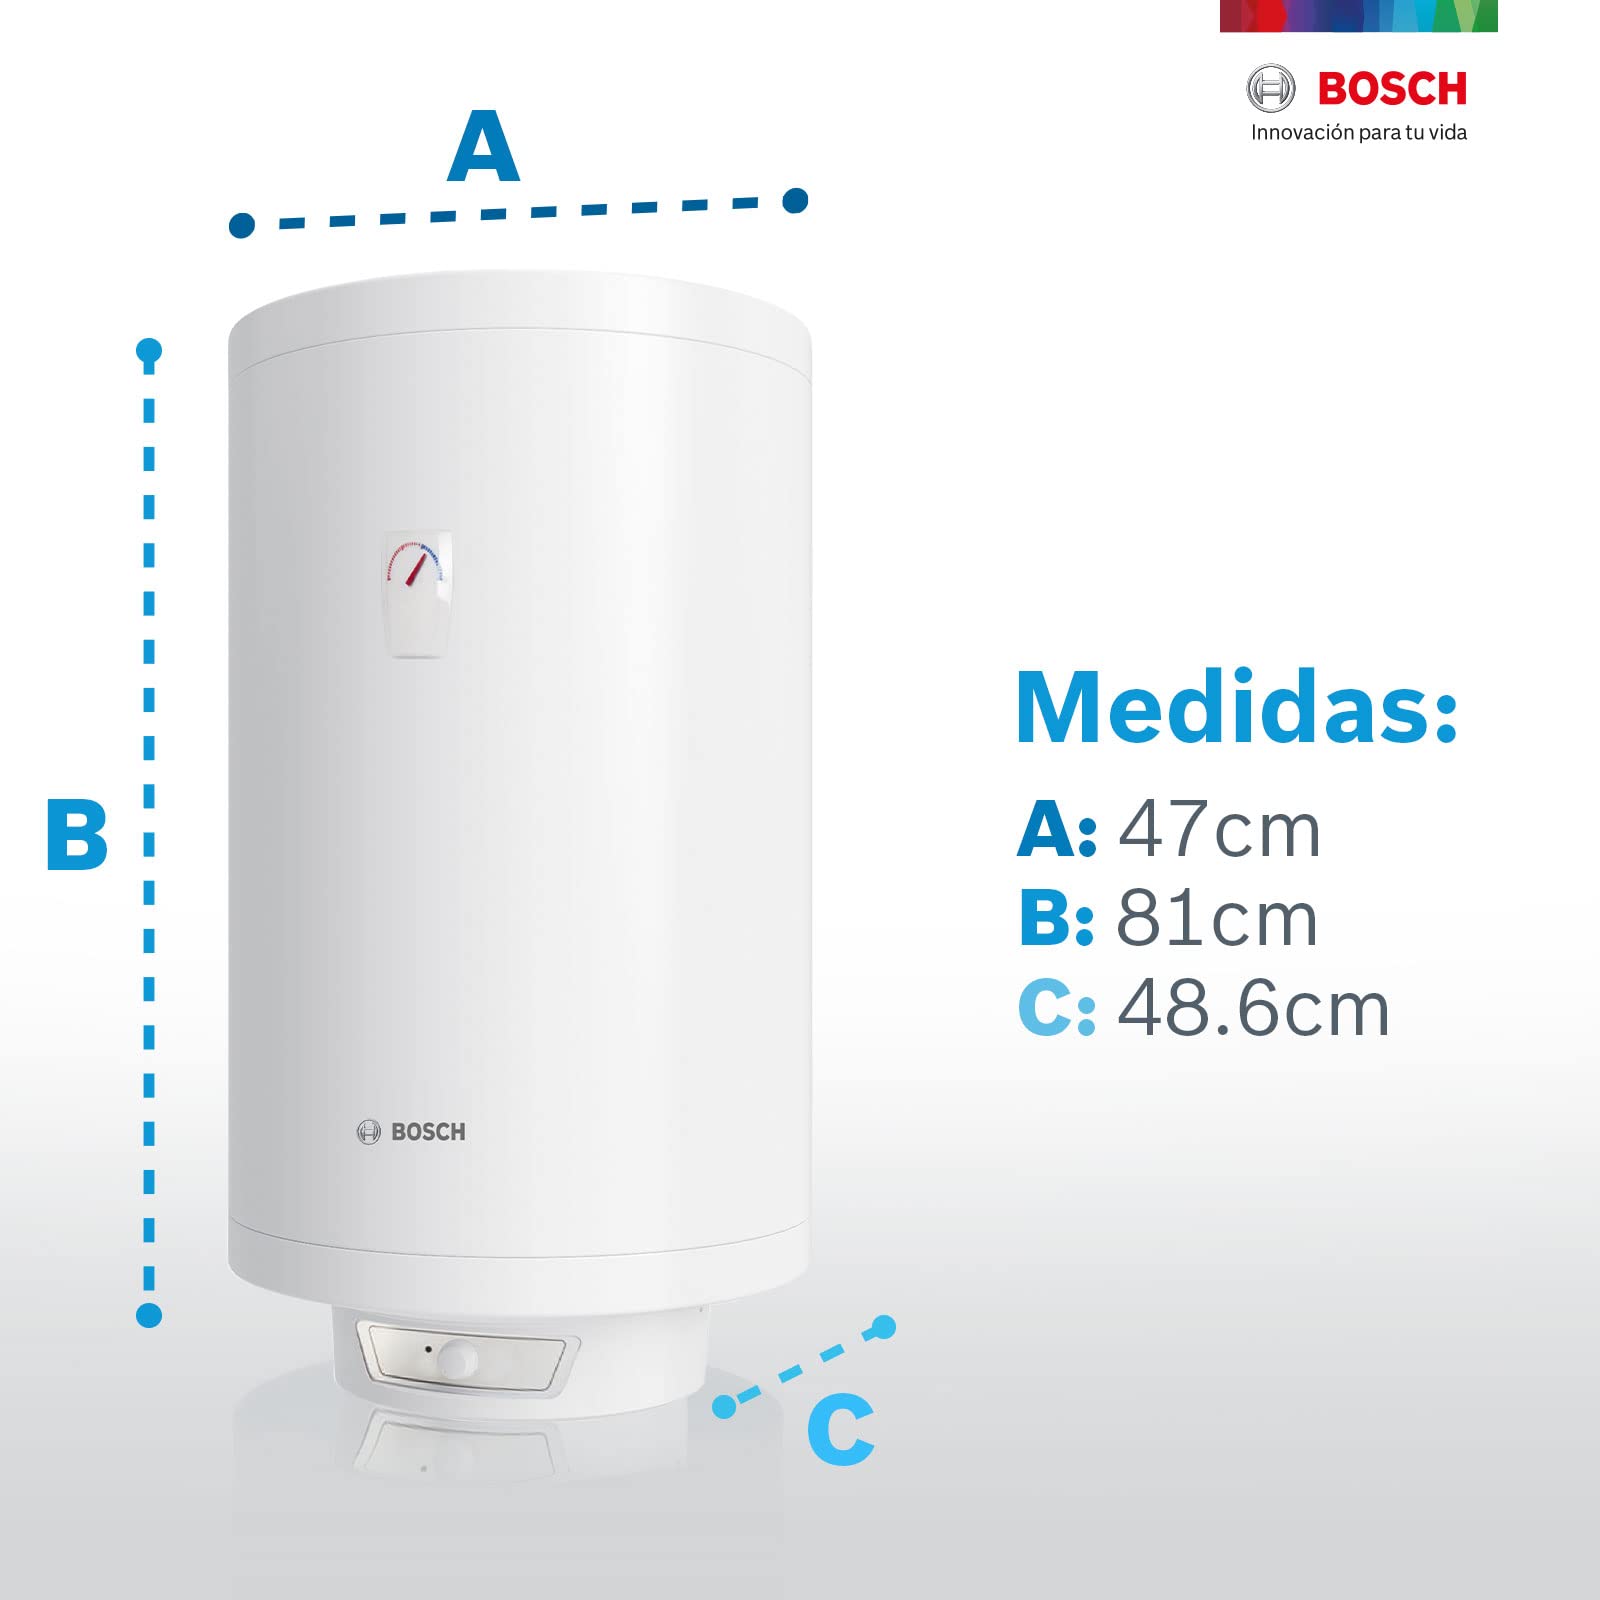 BOSCH
Innovación para tu vida
A
B
Medidas:
A: 47cm
B: 81cm
C: 48.6cm
BOSCH
C